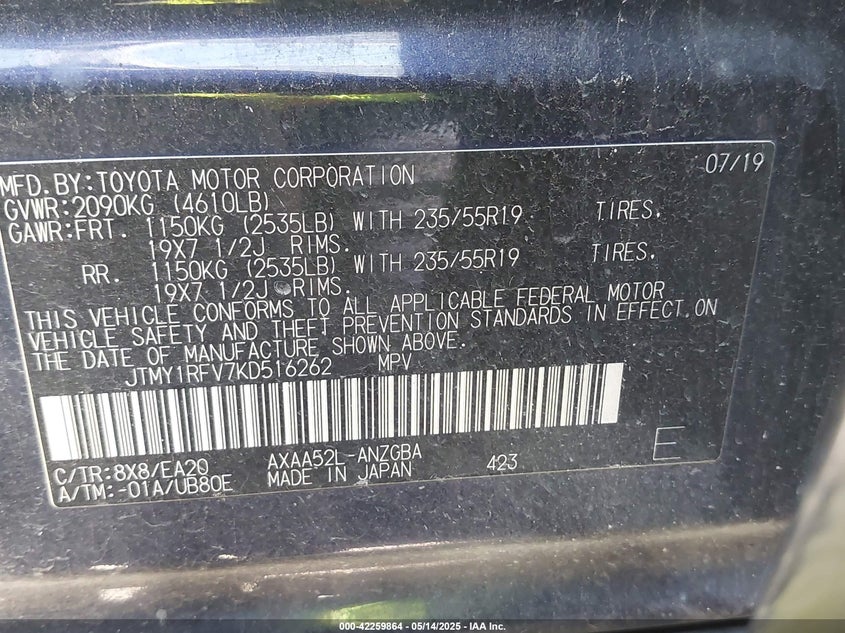 07/19
MFD.BY:TOYOTA MOTOR CORPORATION
GVWR:2090KG (4610LB)
GAWR:FRT. 1150KG (2535LB) WITH 235/55R19 TIRES.
19X7 1/2J RIMS.
RR. 1150KG (2535LB) WITH 235/55R19 TIRES.
19X7 1/2J RIMS.
THIS VEHICLE CONFORMS TO ALL APPLICABLE FEDERAL MOTOR
VEHICLE SAFETY AND THEFT PREVENTION STANDARDS IN EFFECT ON
THE DATE OF MANUFACTURE SHOWN ABOVE.
JTMY1RFV7KD516262 MPV
C/TR:8X8/EA20 AXAA52L-ANZGBA 423 E
A/TM:-01A/UB80E MADE IN JAPAN
000-42259864 - 05/14/2025 - IAA Inc.